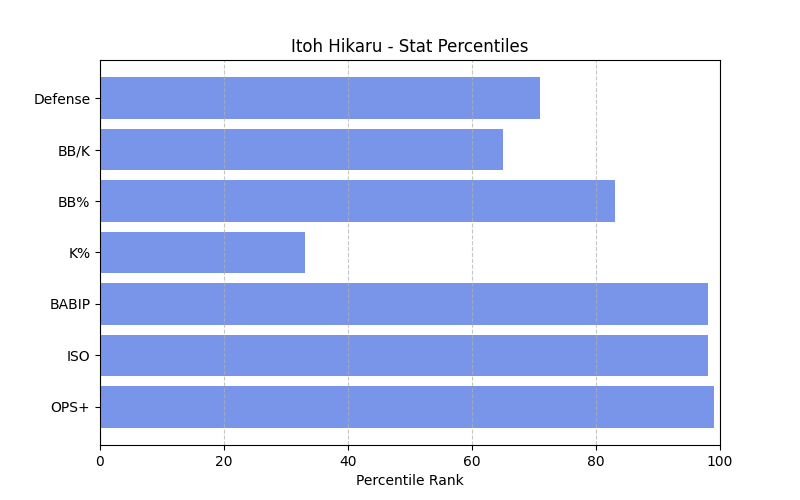 Itoh Hikaru - Stat Percentiles
Defense
BB/K
BB%
K%
BABIP
ISO
OPS+
0 20 40 60 80 100
Percentile Rank